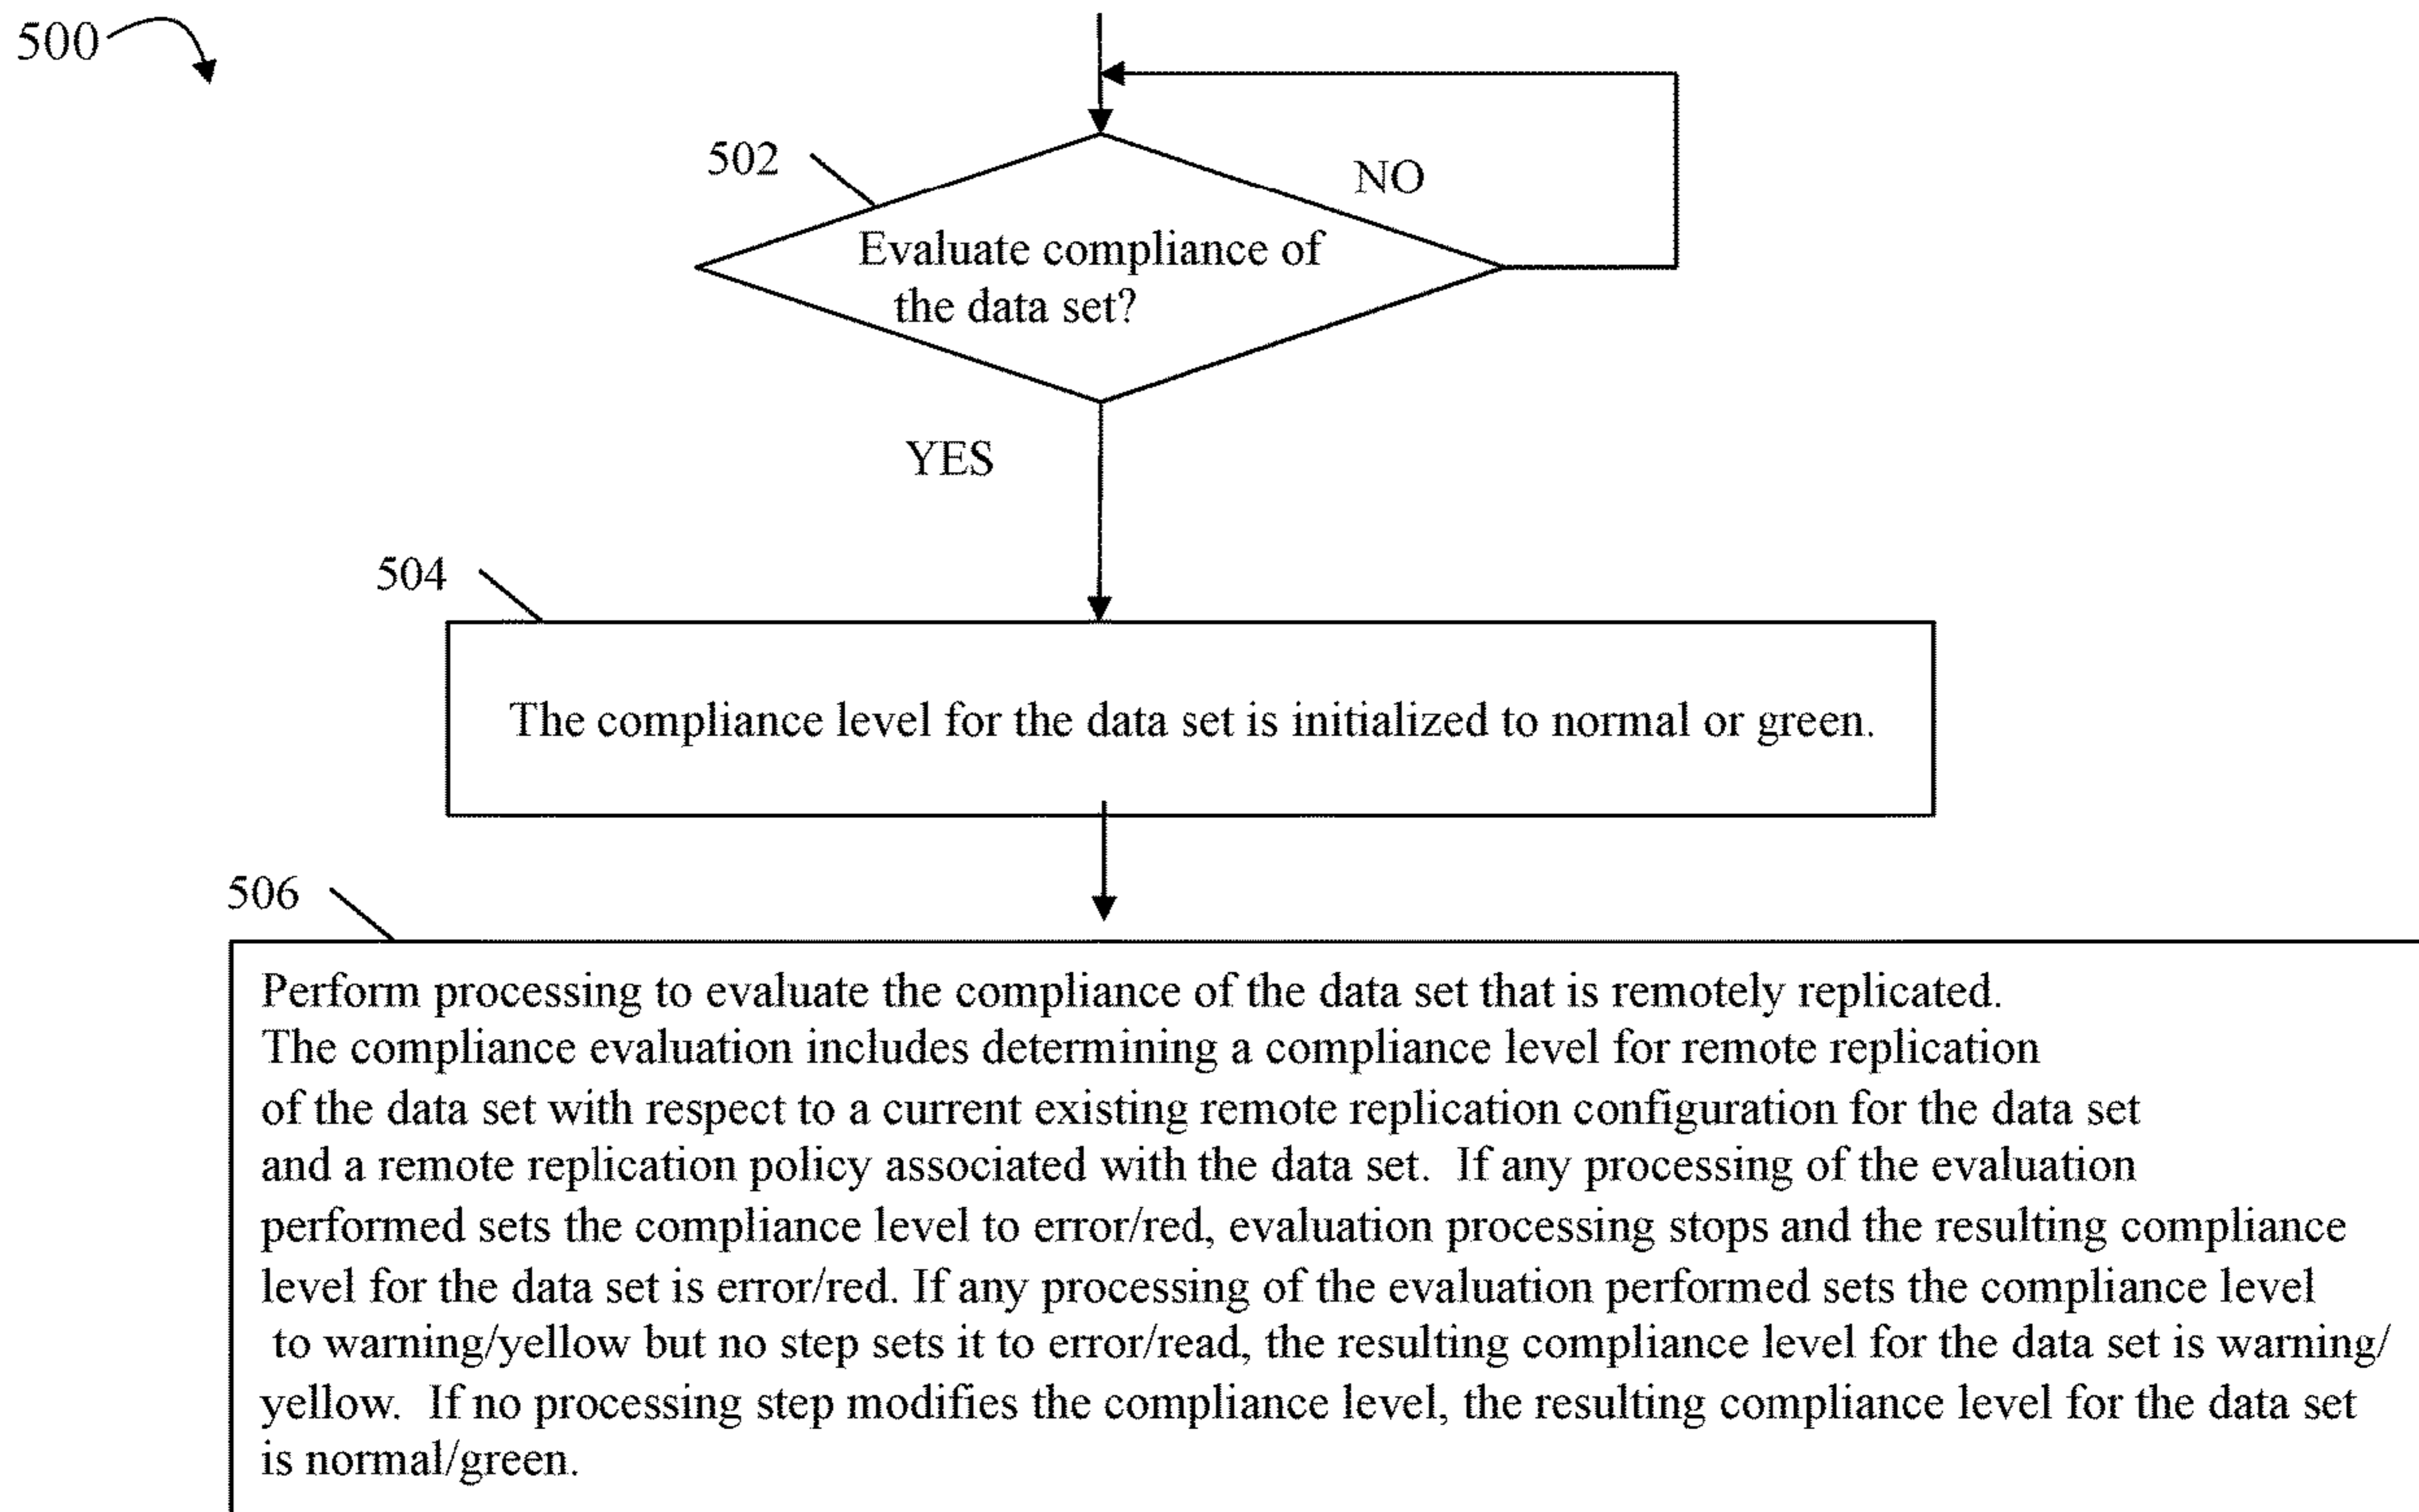 500
502
NO
Evaluate compliance of
the data set?
YES
504
The compliance level for the data set is initialized to normal or green.
506
Perform processing to evaluate the compliance of the data set that is remotely replicated.
The compliance evaluation includes determining a compliance level for remote replication
of the data set with respect to a current existing remote replication configuration for the data set
and a remote replication policy associated with the data set.  If any processing of the evaluation
performed sets the compliance level to error/red, evaluation processing stops and the resulting compliance
level for the data set is error/red. If any processing of the evaluation performed sets the compliance level
to warning/yellow but no step sets it to error/read, the resulting compliance level for the data set is warning/
yellow.  If no processing step modifies the compliance level, the resulting compliance level for the data set
is normal/green.